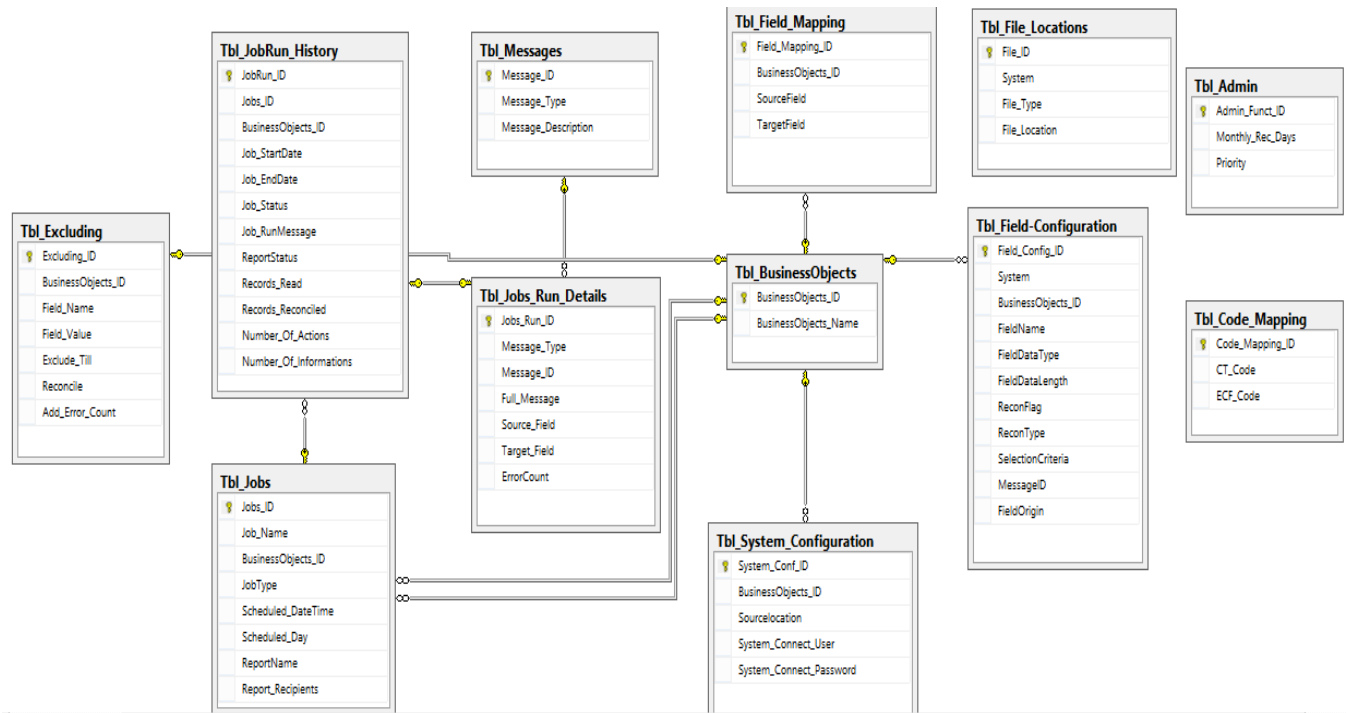 Tbl_JobRun_History
JobRun_ID
Jobs_ID
BusinessObjects_ID
Job_StartDate
Job_EndDate
Job_Status
Job_RunMessage
ReportStatus
Records_Read
Records_Reconciled
Number_Of_Actions
Number_Of_Informations
Tbl_Messages
Message_ID
Message_Type
Message_Description
Tbl_Field_Mapping
Field_Mapping_ID
BusinessObjects_ID
SourceField
TargetField
Tbl_File_Locations
File_ID
System
File_Type
File_Location
Tbl_Admin
Admin_Funct_ID
Monthly_Rec_Days
Priority
Tbl_Excluding
Excluding_ID
BusinessObjects_ID
Field_Name
Field_Value
Exclude_Till
Reconcile
Add_Error_Count
Tbl_Jobs_Run_Details
Jobs_Run_ID
Message_Type
Message_ID
Full_Message
Source_Field
Target_Field
ErrorCount
Tbl_BusinessObjects
BusinessObjects_ID
BusinessObjects_Name
Tbl_Field-Configuration
Field_Config_ID
System
BusinessObjects_ID
FieldName
FieldDataType
FieldDataLength
ReconFlag
ReconType
SelectionCriteria
MessageID
FieldOrigin
Tbl_Code_Mapping
Code_Mapping_ID
CT_Code
ECF_Code
Tbl_Jobs
Jobs_ID
Job_Name
BusinessObjects_ID
JobType
Scheduled_DateTime
Scheduled_Day
ReportName
Report_Recipients
Tbl_System_Configuration
System_Conf_ID
BusinessObjects_ID
Sourcelocation
System_Connect_User
System_Connect_Password